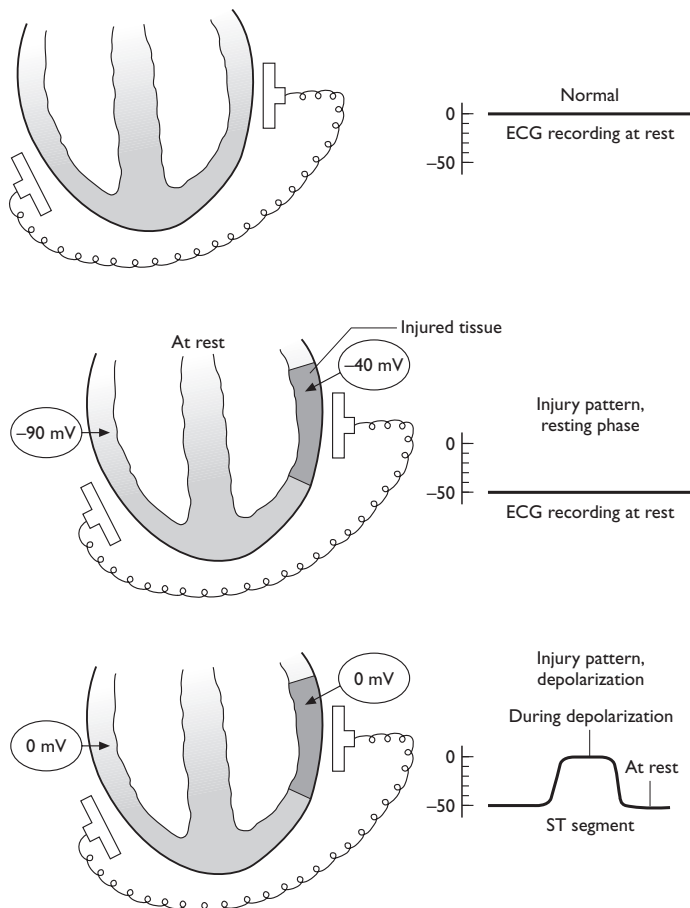 Normal
0
ECG recording at rest
–50
At rest
Injured tissue
–40 mV
–90 mV
Injury pattern,
resting phase
0
–50
ECG recording at rest
0 mV
0 mV
Injury pattern,
depolarization
During depolarization
0
At rest
–50
ST segment